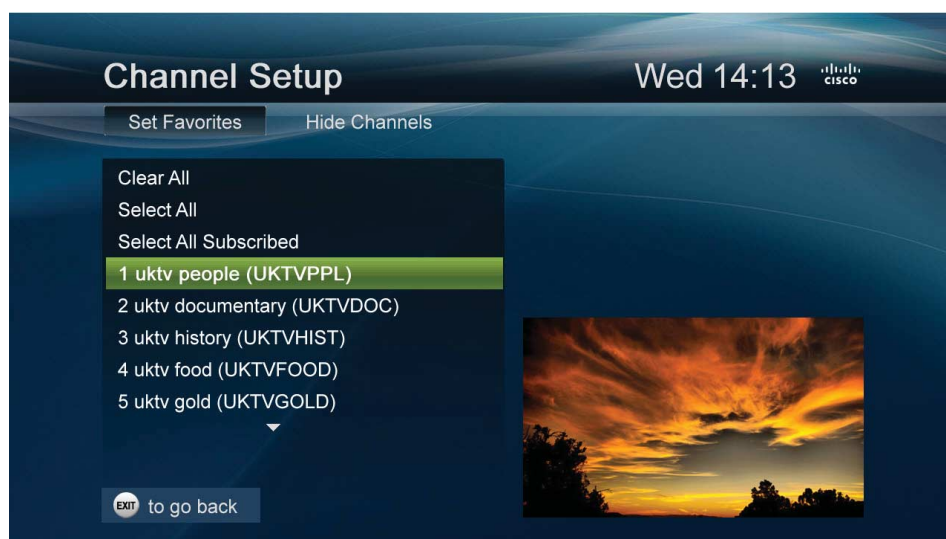 Channel Setup
Wed 14:13
cisco
Set Favorites
Hide Channels
Clear All
Select All
Select All Subscribed
1 uktv people (UKTVPPL)
2 uktv documentary (UKTVDOC)
3 uktv history (UKTVHIST)
4 uktv food (UKTVFOOD)
5 uktv gold (UKTVGOLD)
EXIT to go back